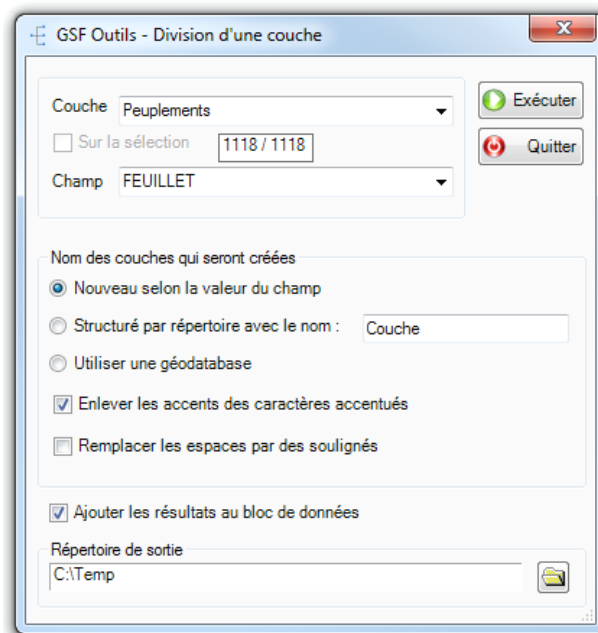 GSF Outils - Division d'une couche
Couche Peuplements
Exécuter
Sur la sélection 1118 / 1118
Quitter
Champ FEUILLET
Nom des couches qui seront créées
Nouveau selon la valeur du champ
Structuré par répertoire avec le nom : Couche
Utiliser une géodatabase
Enlever les accents des caractères accentués
Remplacer les espaces par des soulignés
Ajouter les résultats au bloc de données
Répertoire de sortie
C:\Temp